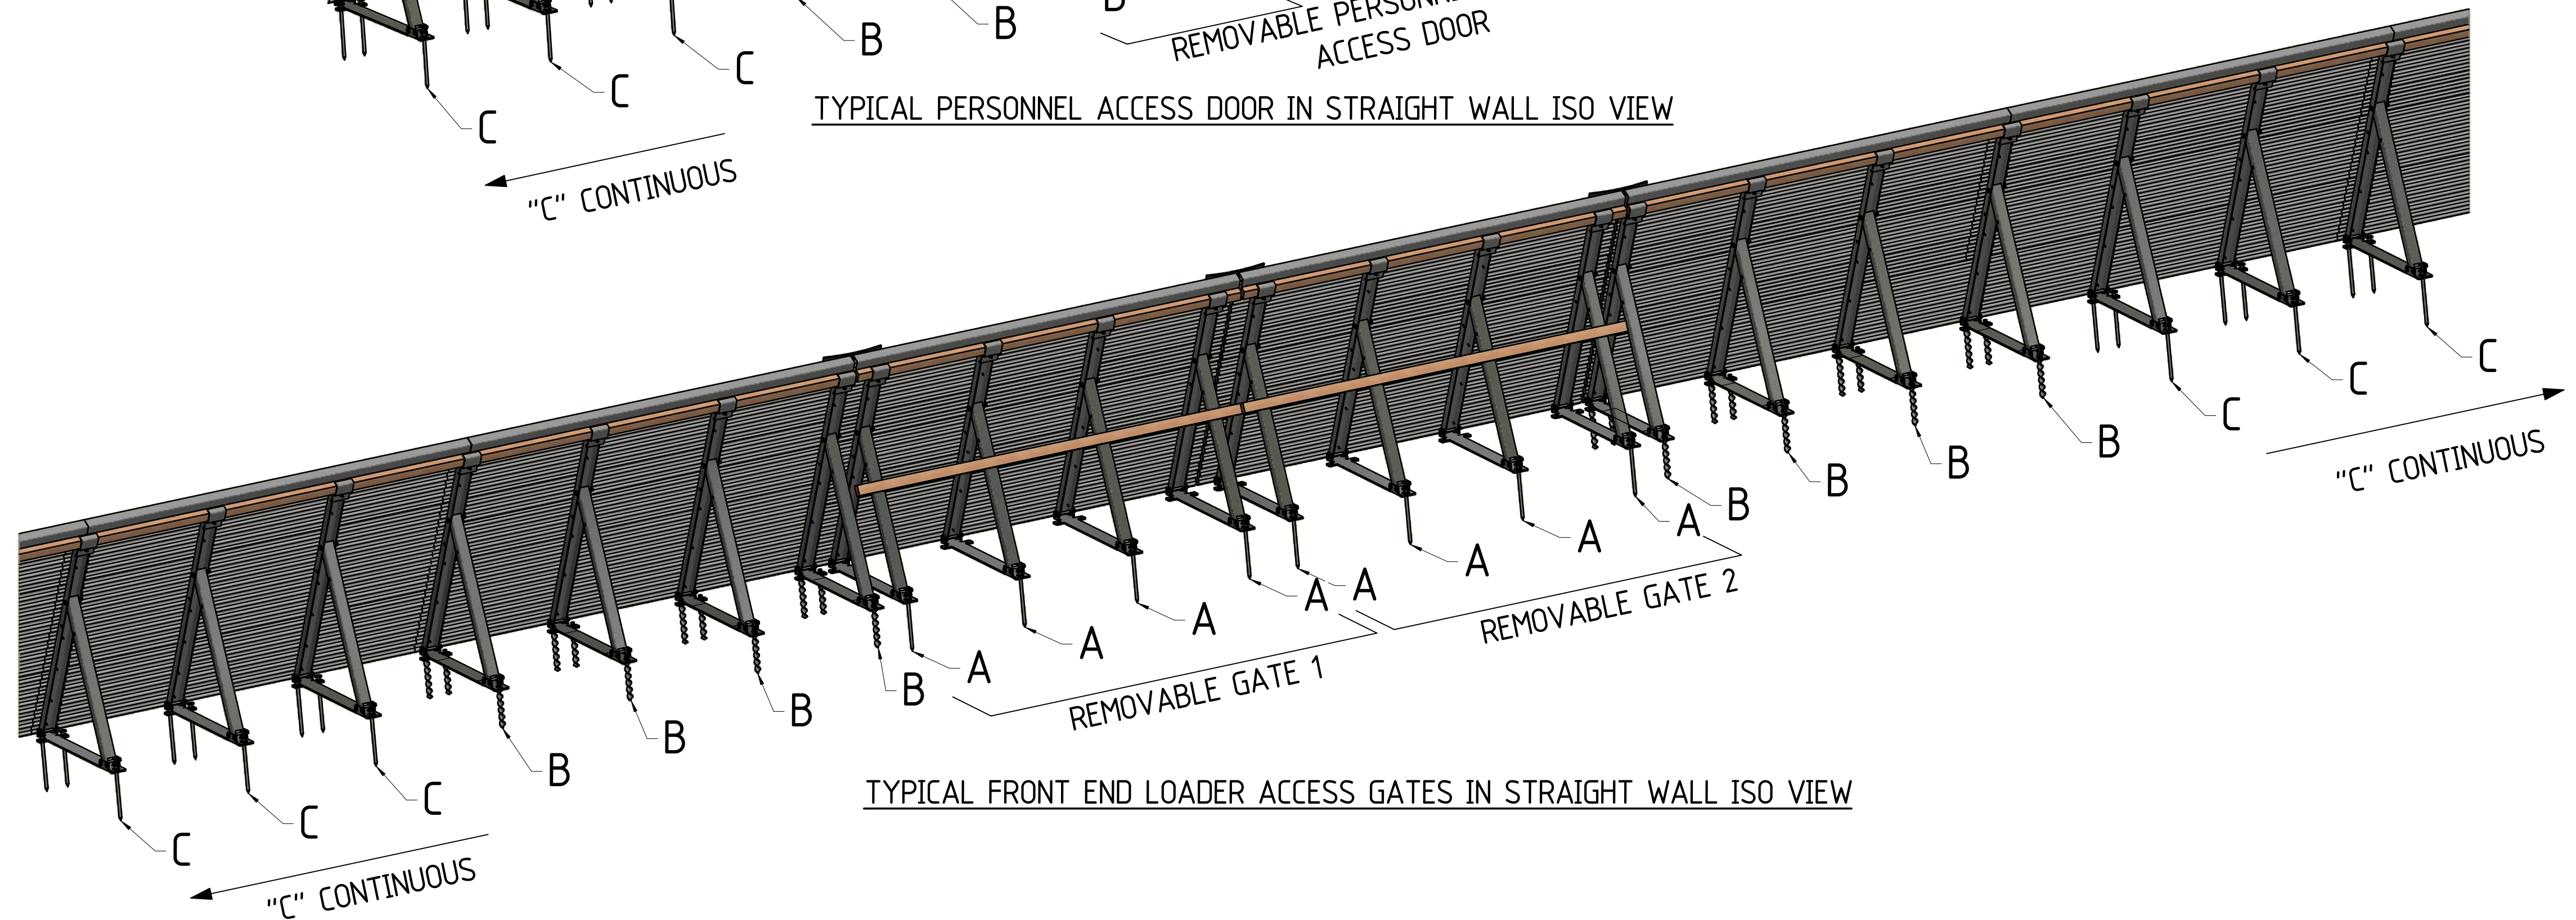 B
B
B
REMOVABLE PERSONNEL
ACCESS DOOR
C
C
C
TYPICAL PERSONNEL ACCESS DOOR IN STRAIGHT WALL ISO VIEW
"C" CONTINUOUS
C
C
C
"C" CONTINUOUS
B
B
B
B
A
A
A
A
REMOVABLE GATE 2
A
A
A
A
REMOVABLE GATE 1
B
B
B
B
C
C
C
"C" CONTINUOUS
TYPICAL FRONT END LOADER ACCESS GATES IN STRAIGHT WALL ISO VIEW